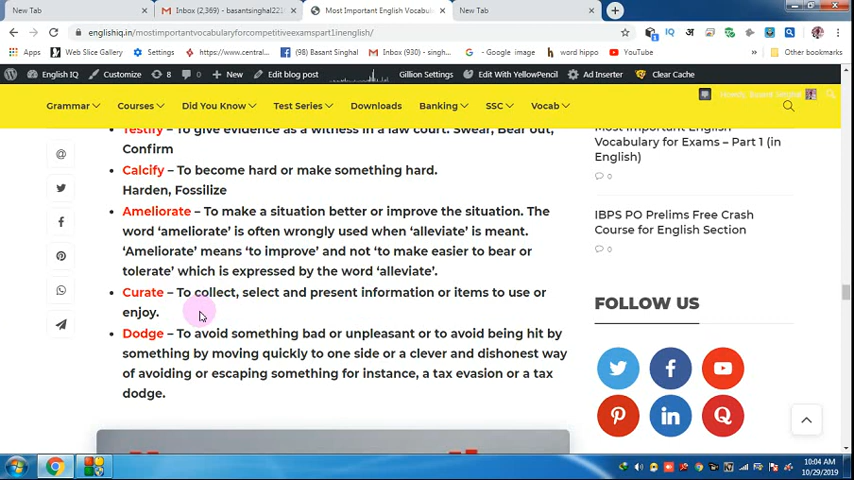 New Tab
Inbox (2,369) - basantsinghal221
Most Important English Vocabul
New Tab
englishiq.in/mostimportantvocabularyforcompetitiveexamspart1inenglish/
Apps
Web Slice Gallery
Settings
https://www.central...
(98) Basant Singhal
Inbox (930) - singh...
G - Google image
word hippo
YouTube
Other bookmarks
English IQ
Customize
8
0
New
Edit blog post
Gillion Settings
Edit With YellowPencil
Ad Inserter
Clear Cache
Howdy, Basant Singhal
Grammar
Courses
Did You Know
Test Series
Downloads
Banking
SSC
Vocab
Testify – To give evidence as a witness in a law court. Swear, Bear out,
Confirm
Calcify – To become hard or make something hard.
Harden, Fossilize
Ameliorate – To make a situation better or improve the situation. The
word ‘ameliorate’ is often wrongly used when ‘alleviate’ is meant.
‘Ameliorate’ means ‘to improve’ and not ‘to make easier to bear or
tolerate’ which is expressed by the word ‘alleviate’.
Curate – To collect, select and present information or items to use or
enjoy.
Dodge – To avoid something bad or unpleasant or to avoid being hit by
something by moving quickly to one side or a clever and dishonest way
of avoiding or escaping something for instance, a tax evasion or a tax
dodge.
Most Important English
Vocabulary for Exams – Part 1 (in
English)
0
IBPS PO Prelims Free Crash
Course for English Section
0
FOLLOW US
10:04 AM
10/29/2019